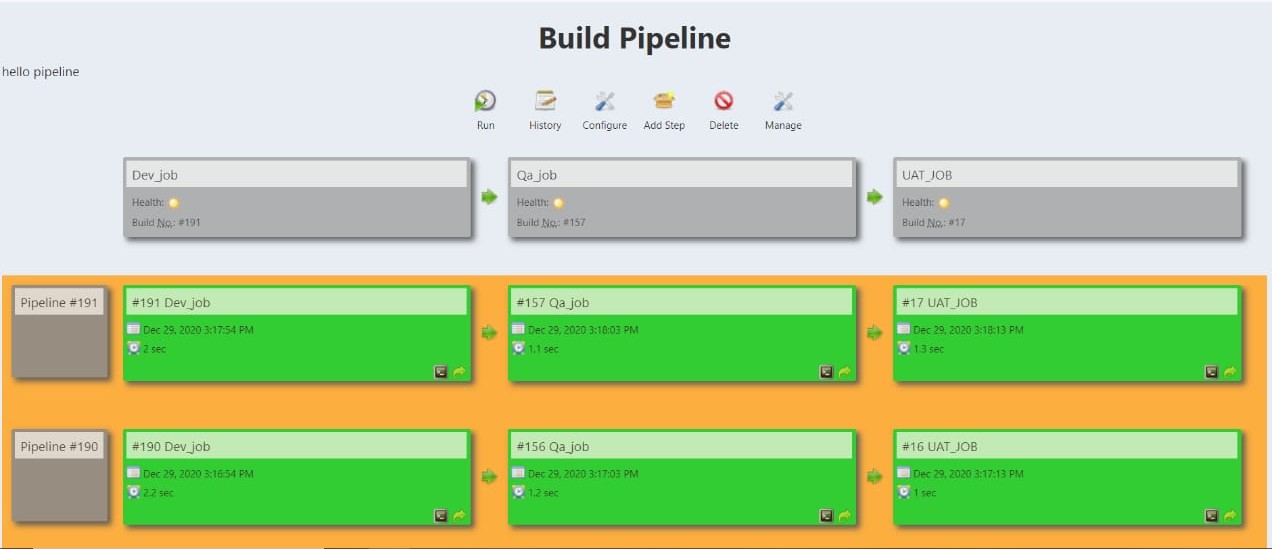 Build Pipeline
hello pipeline
Run History Configure Add Step Delete Manage
Dev_job Qa_job UAT_JOB
Health: Health: Health:
Build No.: #191 Build No.: #157 Build No.: #17
Pipeline #191 #191 Dev_job #157 Qa_job #17 UAT_JOB
Dec 29, 2020 3:17:54 PM Dec 29, 2020 3:18:03 PM Dec 29, 2020 3:18:13 PM
2 sec 1.1 sec 1.3 sec
Pipeline #190 #190 Dev_job #156 Qa_job #16 UAT_JOB
Dec 29, 2020 3:16:54 PM Dec 29, 2020 3:17:03 PM Dec 29, 2020 3:17:13 PM
2.2 sec 1.2 sec 1 sec